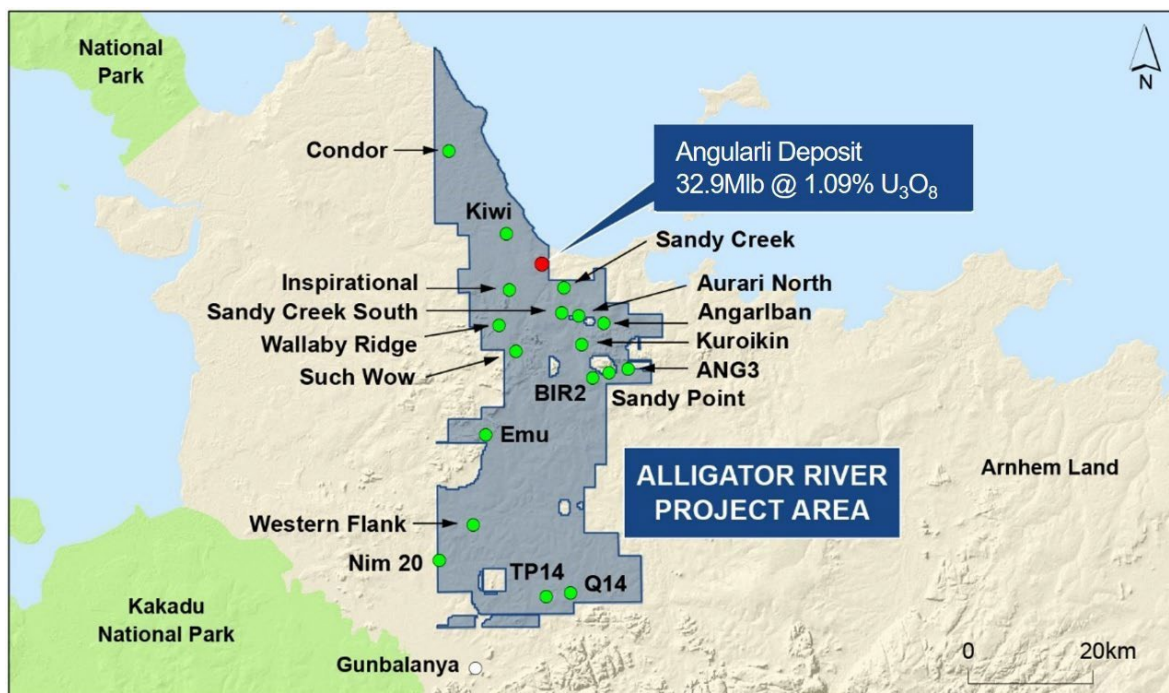 National
Park
N
Condor
Angularli Deposit
32.9Mlb @ 1.09% U₃O₈
Kiwi
Sandy Creek
Inspirational
Aurari North
Sandy Creek South
Angarlban
Wallaby Ridge
Kuroikin
Such Wow
ANG3
BIR2
Sandy Point
Emu
ALLIGATOR RIVER
PROJECT AREA
Arnhem Land
Western Flank
Nim 20
TP14
Q14
Kakadu
National Park
Gunbalanya
0
20km